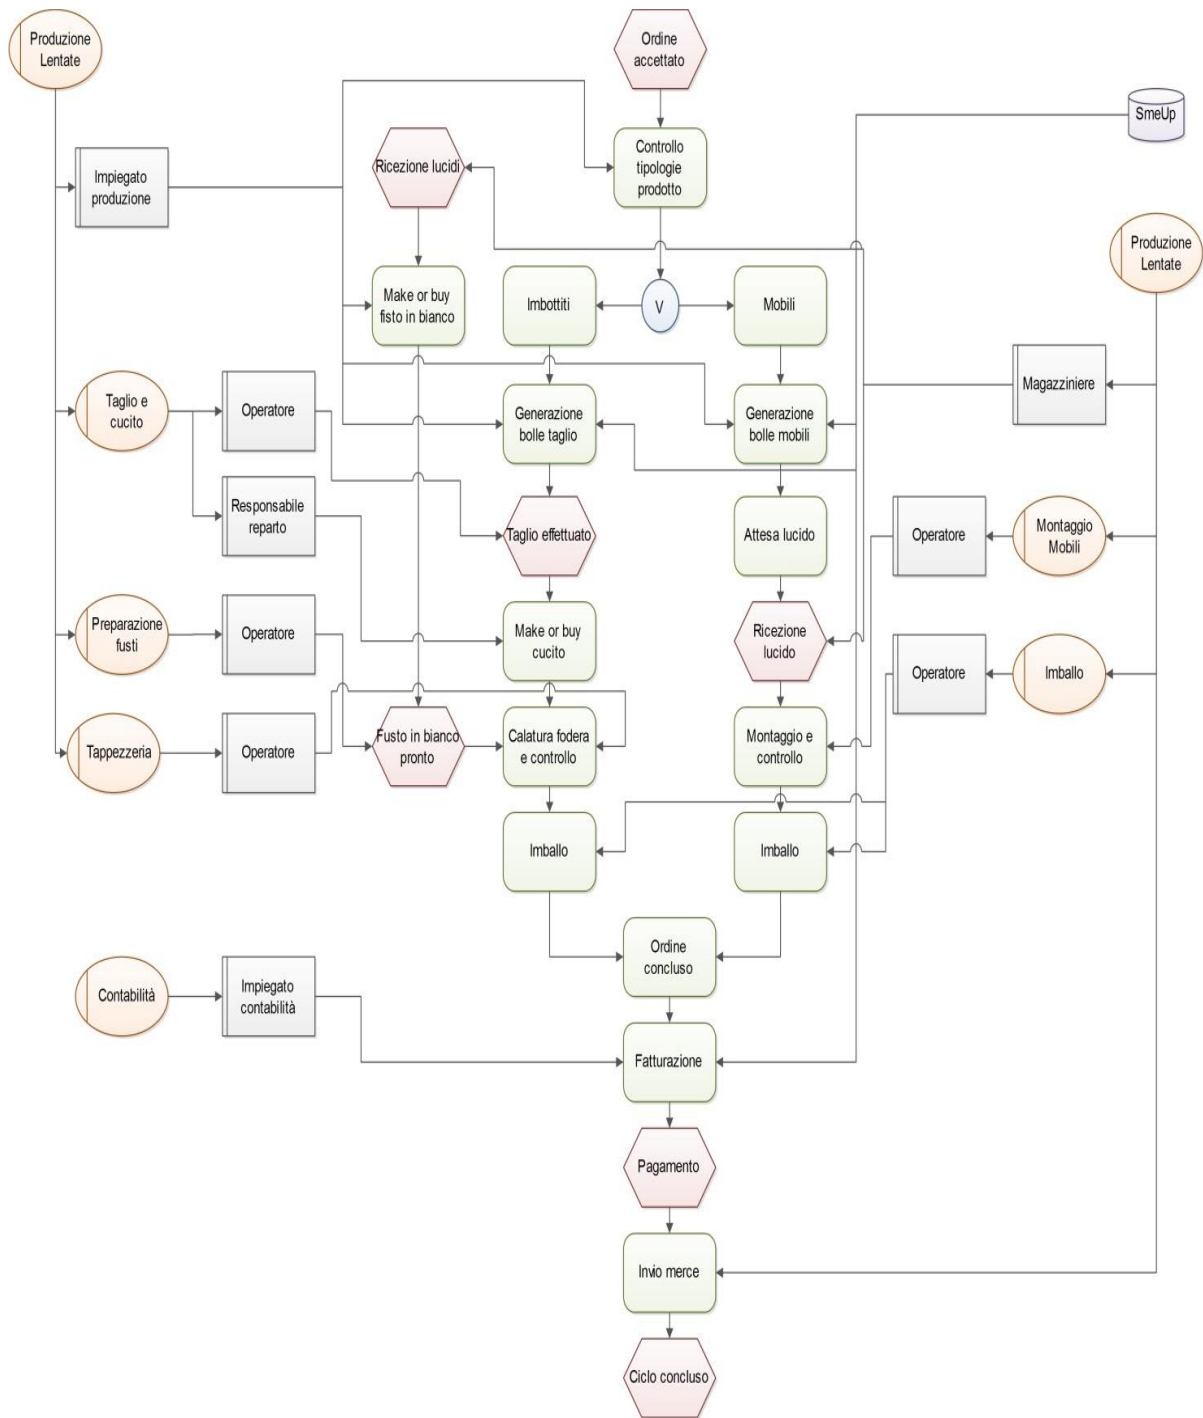 Produzione
Lentate
Ordine
accettato
SmeUp
Controllo
tipologie
prodotto
Ricezione lucidi
Impiegato
produzione
Produzione
Lentate
Make or buy
fisto in bianco
Imbottiti
V
Mobili
Magazziniere
Taglio e
cucito
Operatore
Generazione
bolle taglio
Generazione
bolle mobili
Responsabile
reparto
Taglio effettuato
Attesa lucido
Operatore
Montaggio
Mobili
Preparazione
fusti
Operatore
Make or buy
cucito
Ricezione
lucido
Operatore
Imballo
Tappezzeria
Operatore
Fusto in bianco
pronto
Calatura fodera
e controllo
Montaggio e
controllo
Imballo
Imballo
Ordine
concluso
Contabilità
Impiegato
contabilità
Fatturazione
Pagamento
Invio merce
Ciclo concluso